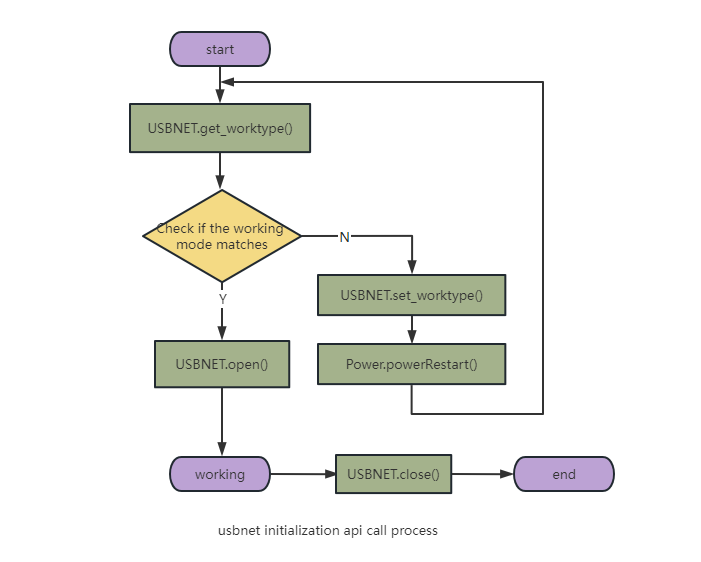 start
USBNET.get_worktype()
Check if the working
mode matches
N
USBNET.set_worktype()
Y
USBNET.open()
Power.powerRestart()
working
USBNET.close()
end
usbnet initialization api call process